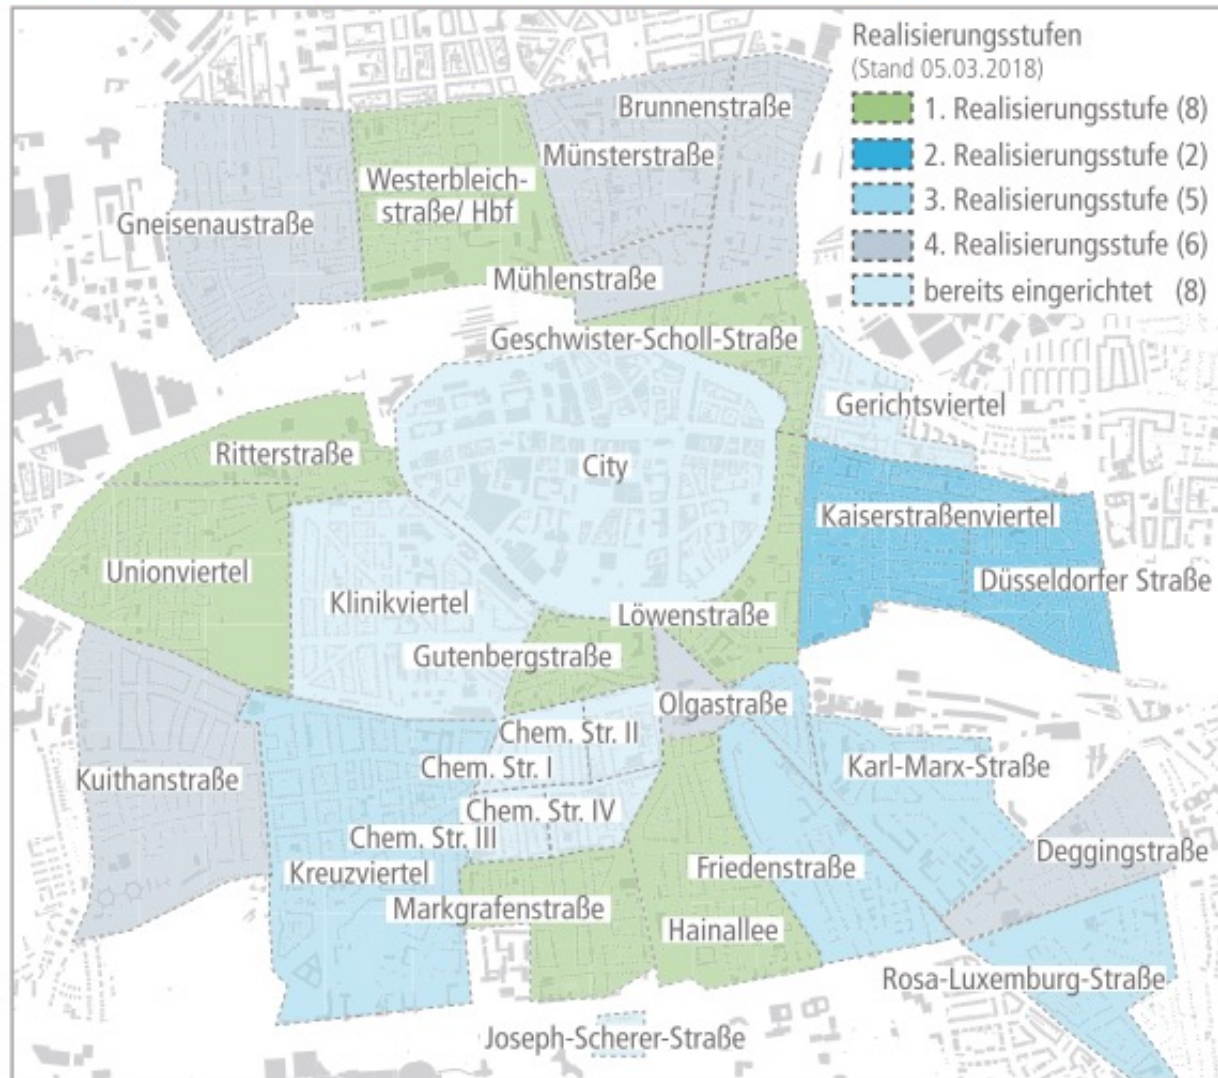 Realisierungsstufen
(Stand 05.03.2018)
1. Realisierungsstufe (8)
2. Realisierungsstufe (2)
3. Realisierungsstufe (5)
4. Realisierungsstufe (6)
bereits eingerichtet (8)
Brunnenstraße
Münsterstraße
Westerbleich-
straße/ Hbf
Gneisenaustraße
Mühlenstraße
Geschwister-Scholl-Straße
Gerichtsviertel
Ritterstraße
City
Kaiserstraßenviertel
Unionviertel
Düsseldorfer Straße
Klinikviertel
Löwenstraße
Gutenbergstraße
Olgastraße
Chem. Str. II
Chem. Str. I
Karl-Marx-Straße
Kuithanstraße
Chem. Str. IV
Chem. Str. III
Deggingstraße
Kreuzviertel
Friedenstraße
Markgrafenstraße
Hainallee
Rosa-Luxemburg-Straße
Joseph-Scherer-Straße